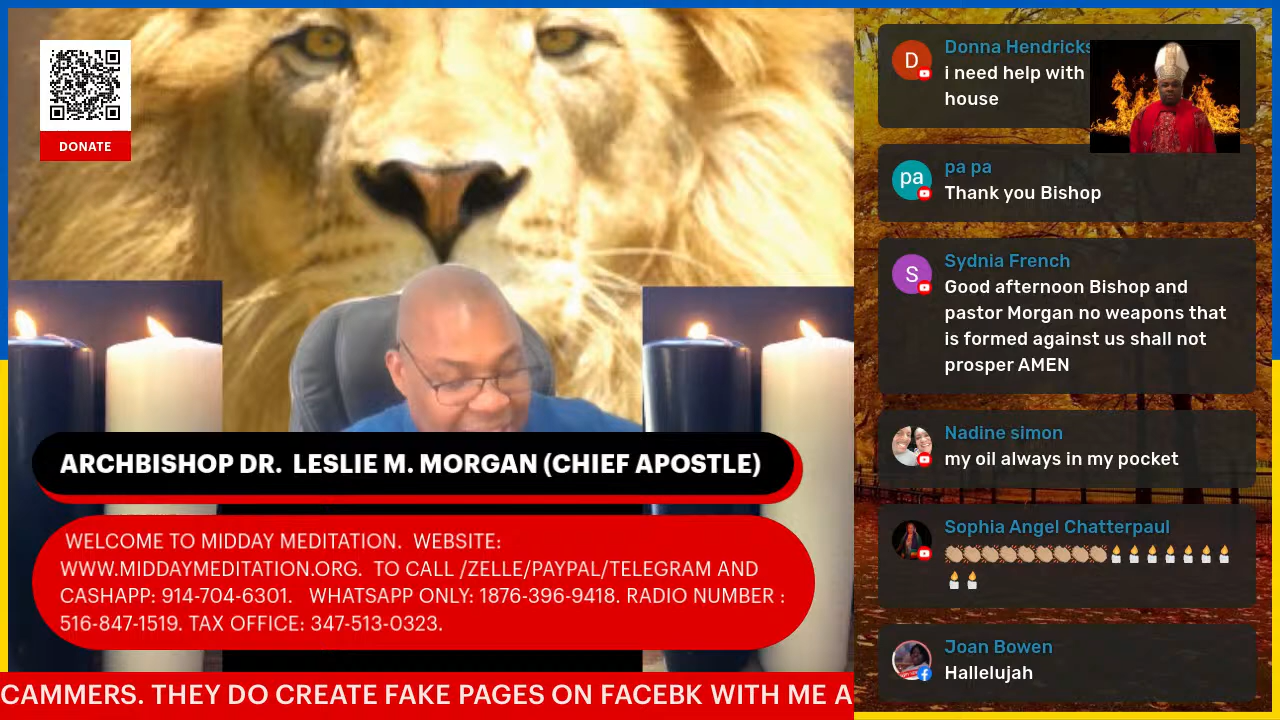 DONATE
ARCHBISHOP DR. LESLIE M. MORGAN (CHIEF APOSTLE)
WELCOME TO MIDDAY MEDITATION. WEBSITE:
WWW.MIDDAYMEDITATION.ORG. TO CALL /ZELLE/PAYPAL/TELEGRAM AND
CASHAPP: 914-704-6301. WHATSAPP ONLY: 1876-396-9418. RADIO NUMBER :
516-847-1519. TAX OFFICE: 347-513-0323.
CAMMERS. THEY DO CREATE FAKE PAGES ON FACEBK WITH ME A
D
Donna Hendricks
i need help with
house
pa
pa pa
Thank you Bishop
S
Sydnia French
Good afternoon Bishop and
pastor Morgan no weapons that
is formed against us shall not
prosper AMEN
Nadine simon
my oil always in my pocket
Sophia Angel Chatterpaul
Joan Bowen
Hallelujah